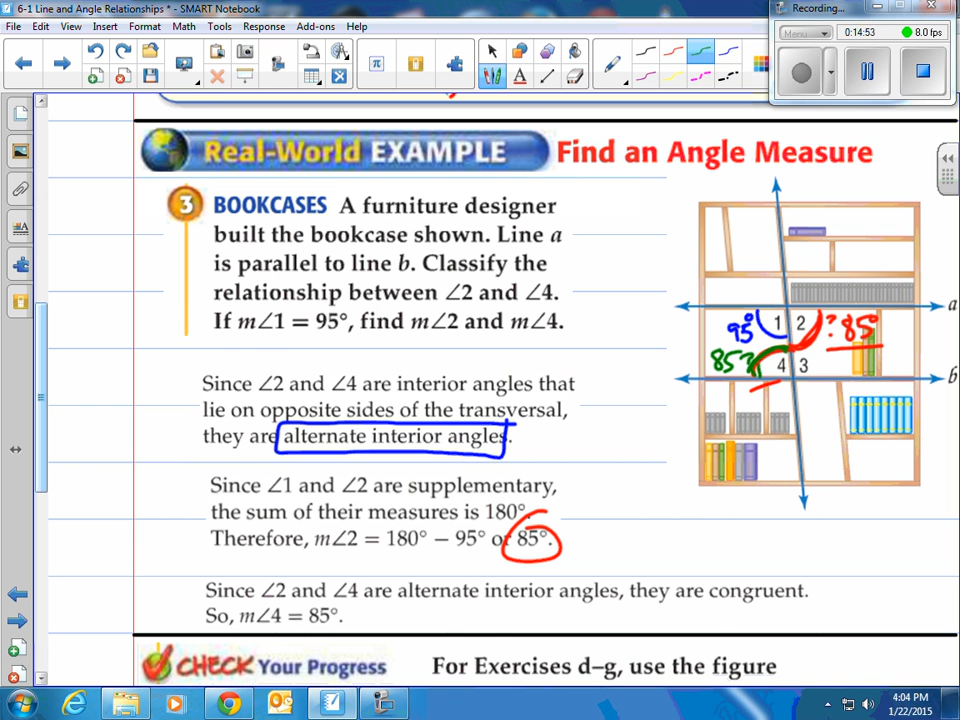 6-1 Line and Angle Relationships * - SMART Notebook
Recording...
File Edit View Insert Format Math Tools Response Add-ons Help
Menu
0:14:53
8.0 fps
Real-World EXAMPLE Find an Angle Measure
3 BOOKCASES A furniture designer
built the bookcase shown. Line a
is parallel to line b. Classify the
relationship between ∠2 and ∠4.
If m∠1 = 95°, find m∠2 and m∠4.
a
95° 1 2 ? 85°
85? 4 3
b
Since ∠2 and ∠4 are interior angles that
lie on opposite sides of the transversal,
they are alternate interior angles.
Since ∠1 and ∠2 are supplementary,
the sum of their measures is 180°.
Therefore, m∠2 = 180° − 95° or 85°.
Since ∠2 and ∠4 are alternate interior angles, they are congruent.
So, m∠4 = 85°.
CHECK Your Progress For Exercises d–g, use the figure
4:04 PM
1/22/2015